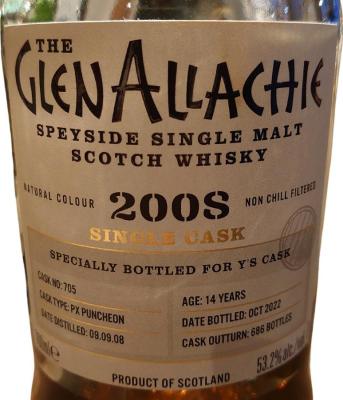 THE
GLENALLACHIE
SPEYSIDE SINGLE MALT
SCOTCH WHISKY
NATURAL COLOUR 2008 NON CHILL FILTERED
SINGLE CASK
SPECIALLY BOTTLED FOR Y'S CASK
CASK NO: 705
CASK TYPE: PX PUNCHEON
DATE DISTILLED: 09.09.08
AGE: 14 YEARS
DATE BOTTLED: OCT 2022
CASK OUTTURN: 686 BOTTLES
53.2% alc
PRODUCT OF SCOTLAND